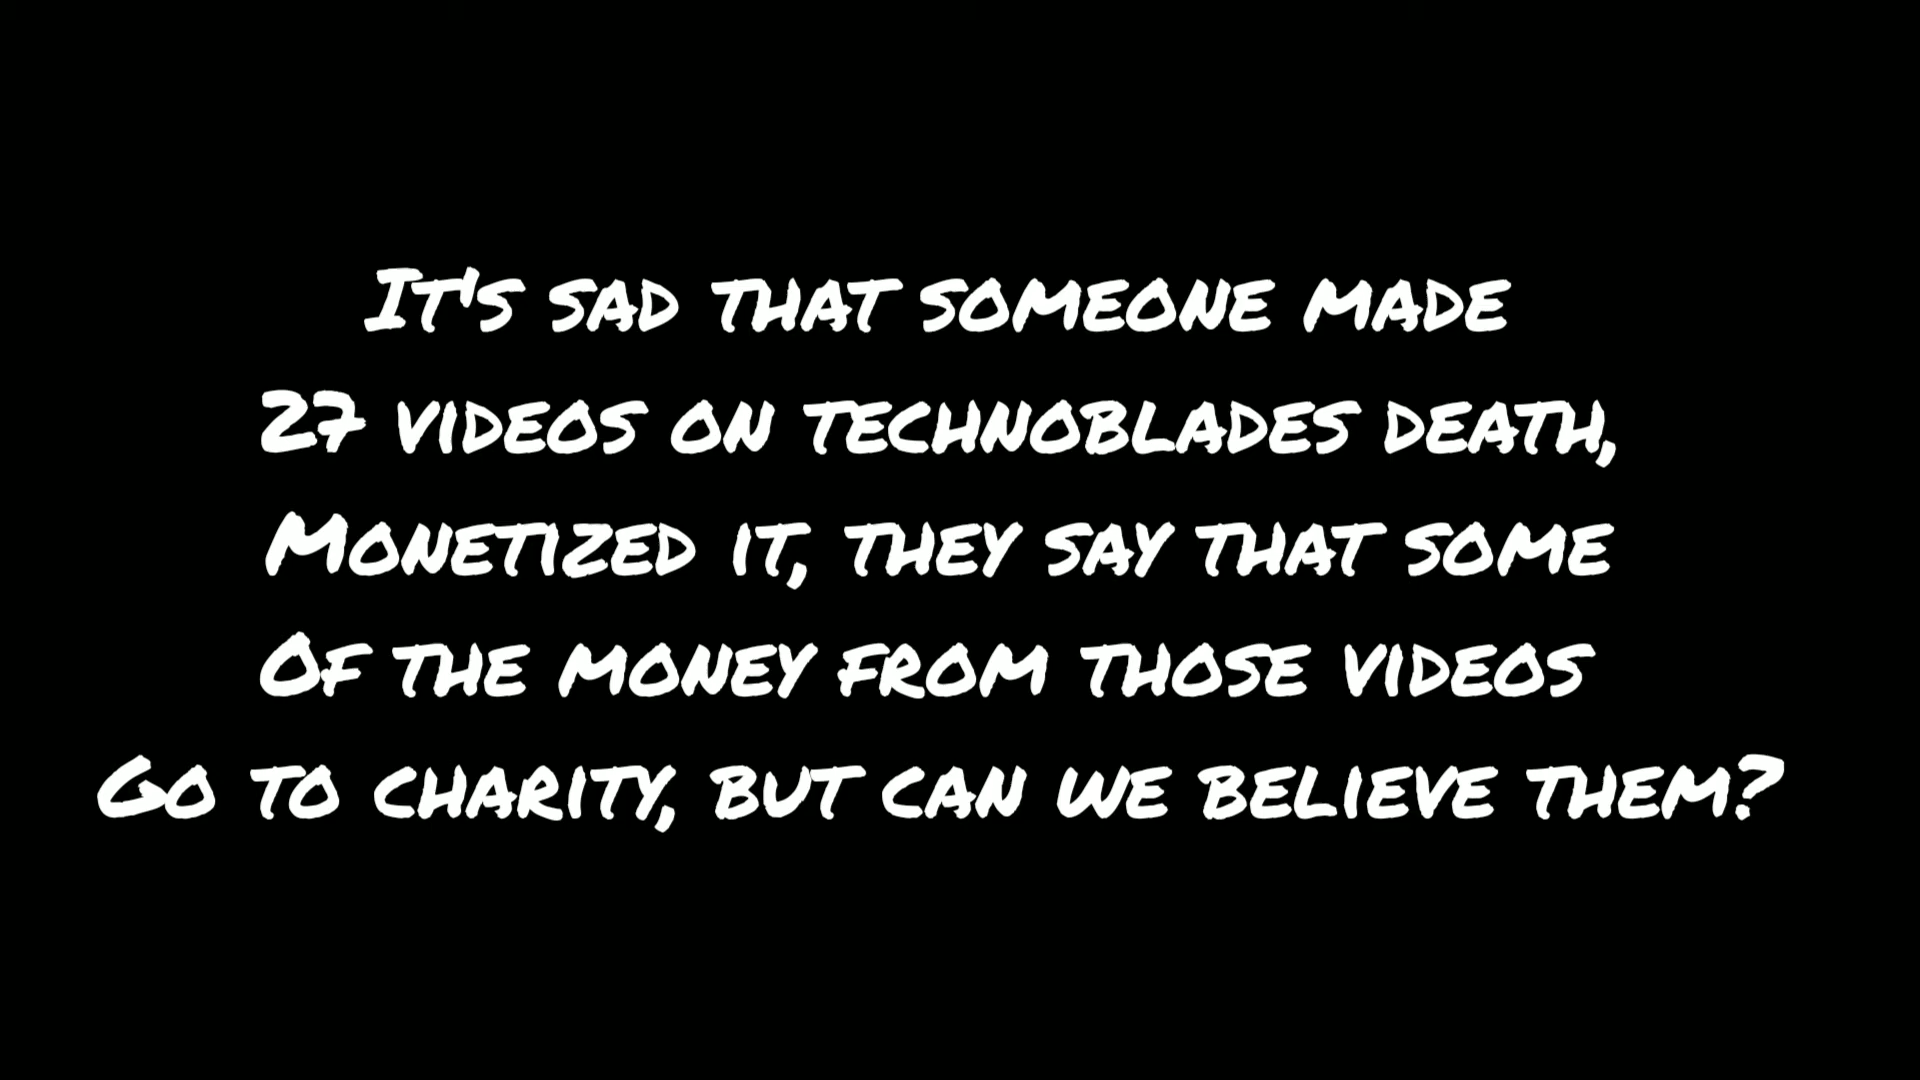 It's sad that someone made
27 videos on technoblades death,
Monetized it, they say that some
Of the money from those videos
Go to charity, but can we believe them?